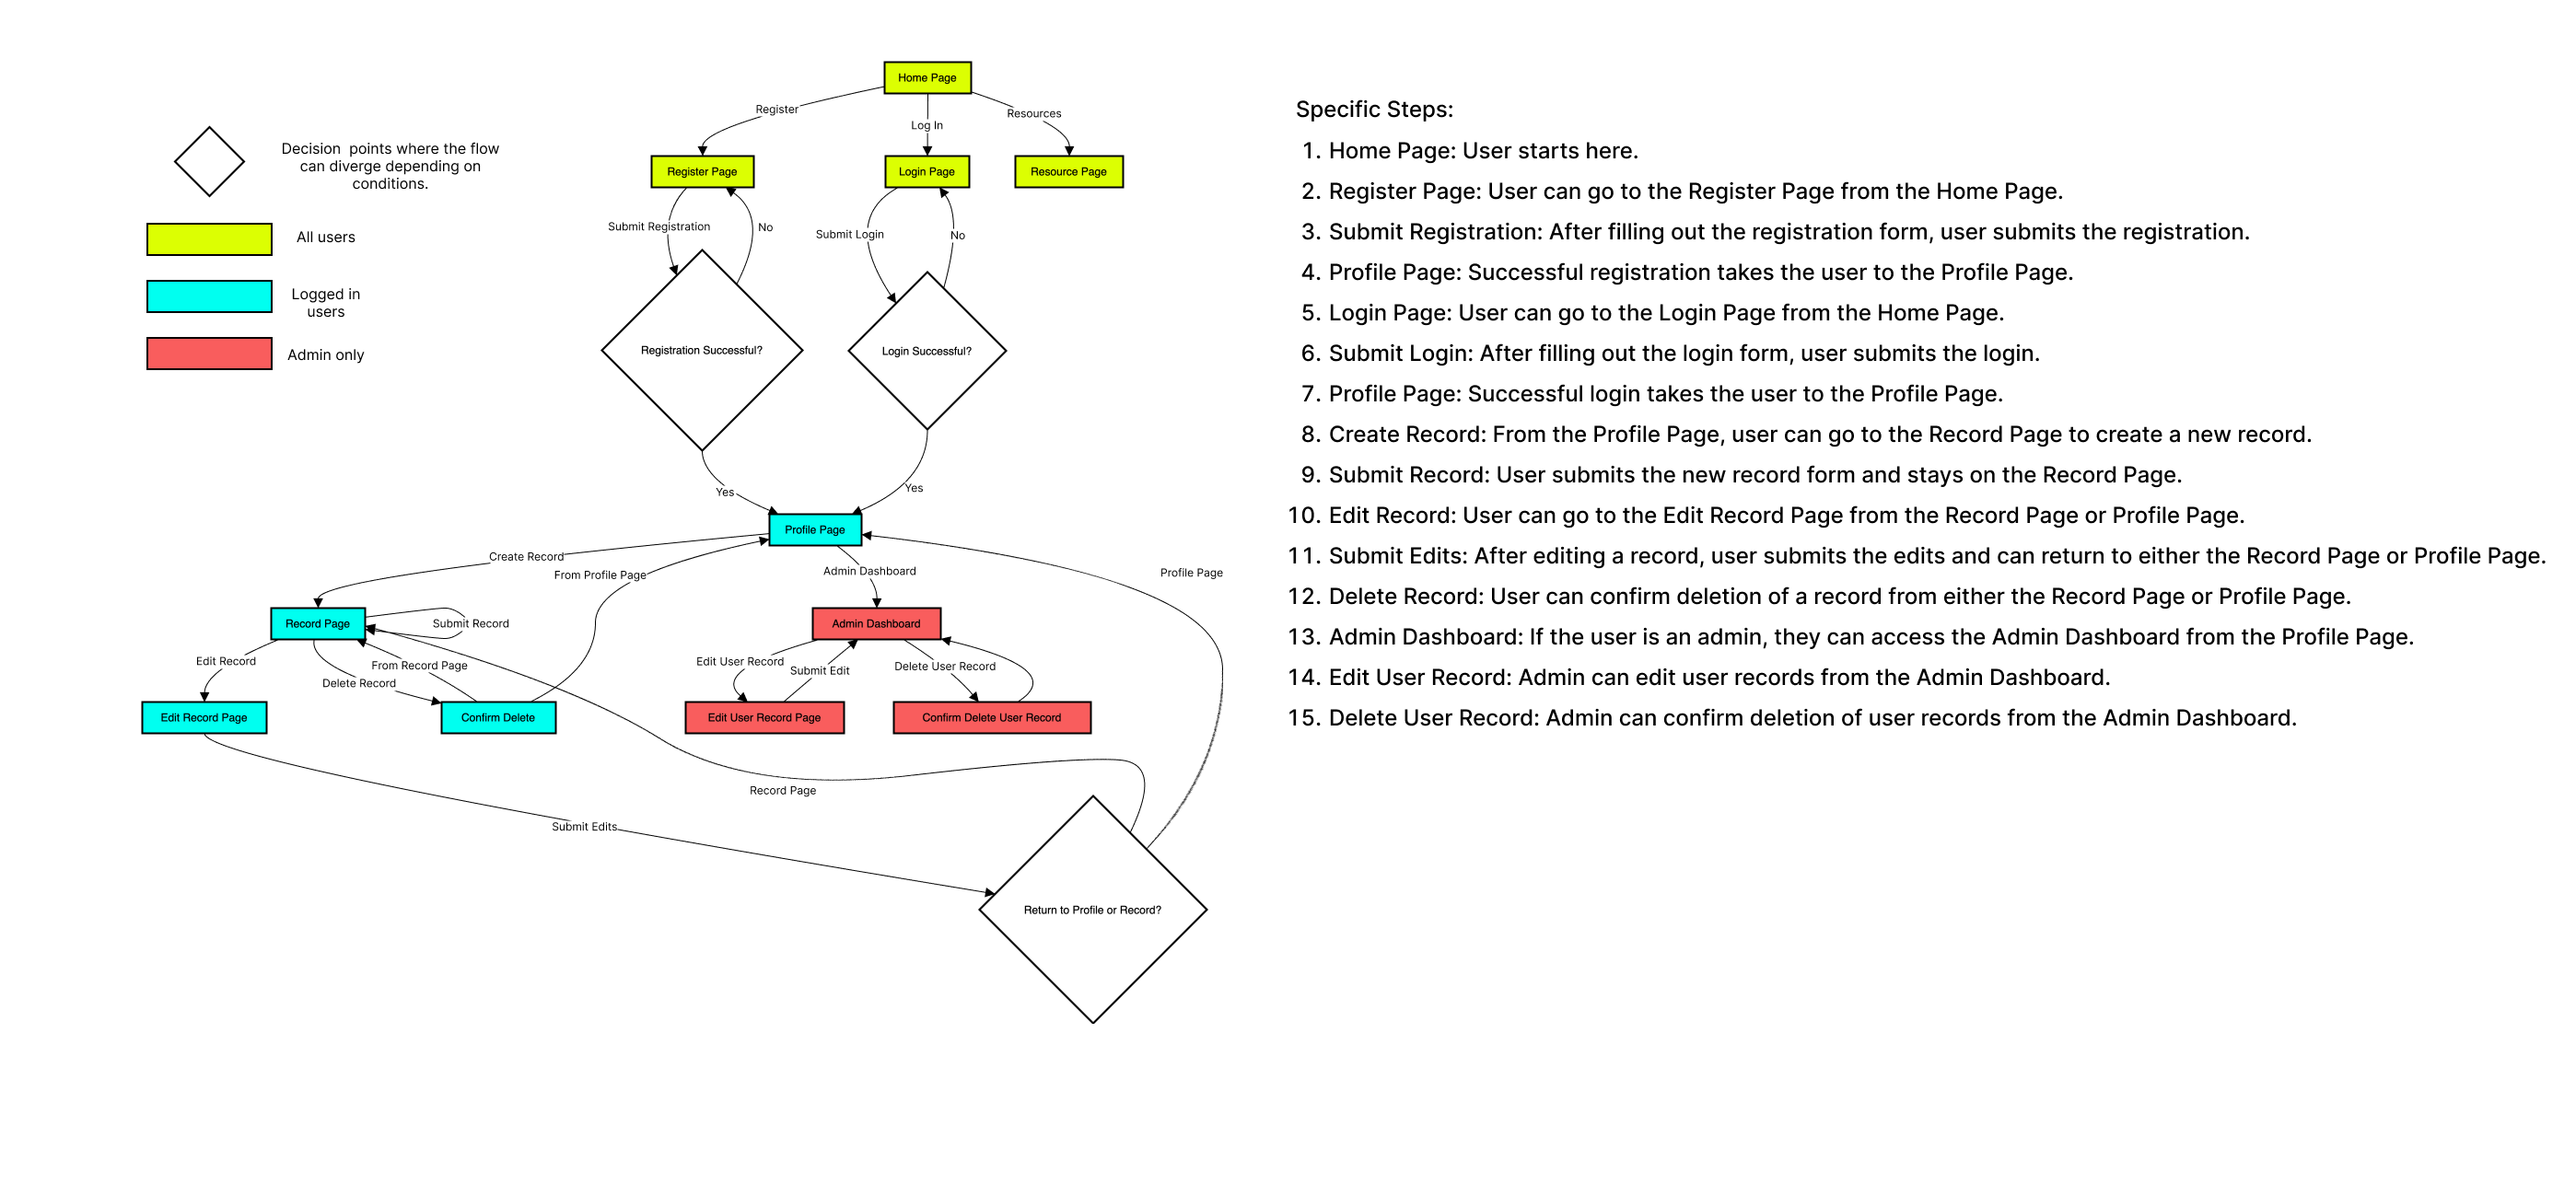 Home Page
Register
Log In
Resources
Register Page
Login Page
Resource Page
Decision  points where the flow
can diverge depending on
conditions.
All users
Logged in
users
Admin only
Submit Registration
No
Submit Login
No
Registration Successful?
Login Successful?
Yes
Yes
Profile Page
Create Record
From Profile Page
Admin Dashboard
Profile Page
Record Page
Submit Record
Admin Dashboard
Edit Record
From Record Page
Delete Record
Edit User Record
Submit Edit
Delete User Record
Edit Record Page
Confirm Delete
Edit User Record Page
Confirm Delete User Record
Record Page
Submit Edits
Return to Profile or Record?
Specific Steps:
1. Home Page: User starts here.
2. Register Page: User can go to the Register Page from the Home Page.
3. Submit Registration: After filling out the registration form, user submits the registration.
4. Profile Page: Successful registration takes the user to the Profile Page.
5. Login Page: User can go to the Login Page from the Home Page.
6. Submit Login: After filling out the login form, user submits the login.
7. Profile Page: Successful login takes the user to the Profile Page.
8. Create Record: From the Profile Page, user can go to the Record Page to create a new record.
9. Submit Record: User submits the new record form and stays on the Record Page.
10. Edit Record: User can go to the Edit Record Page from the Record Page or Profile Page.
11. Submit Edits: After editing a record, user submits the edits and can return to either the Record Page or Profile Page.
12. Delete Record: User can confirm deletion of a record from either the Record Page or Profile Page.
13. Admin Dashboard: If the user is an admin, they can access the Admin Dashboard from the Profile Page.
14. Edit User Record: Admin can edit user records from the Admin Dashboard.
15. Delete User Record: Admin can confirm deletion of user records from the Admin Dashboard.